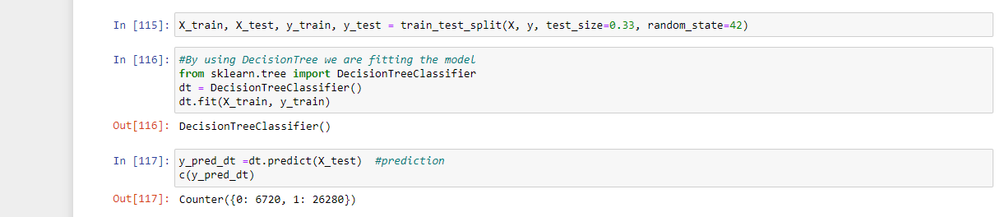 In [115]: X_train, X_test, y_train, y_test = train_test_split(X, y, test_size=0.33, random_state=42)
In [116]: #By using DecisionTree we are fitting the model
from sklearn.tree import DecisionTreeClassifier
dt = DecisionTreeClassifier()
dt.fit(X_train, y_train)
Out[116]: DecisionTreeClassifier()
In [117]: y_pred_dt =dt.predict(X_test)  #prediction
c(y_pred_dt)
Out[117]: Counter({0: 6720, 1: 26280})